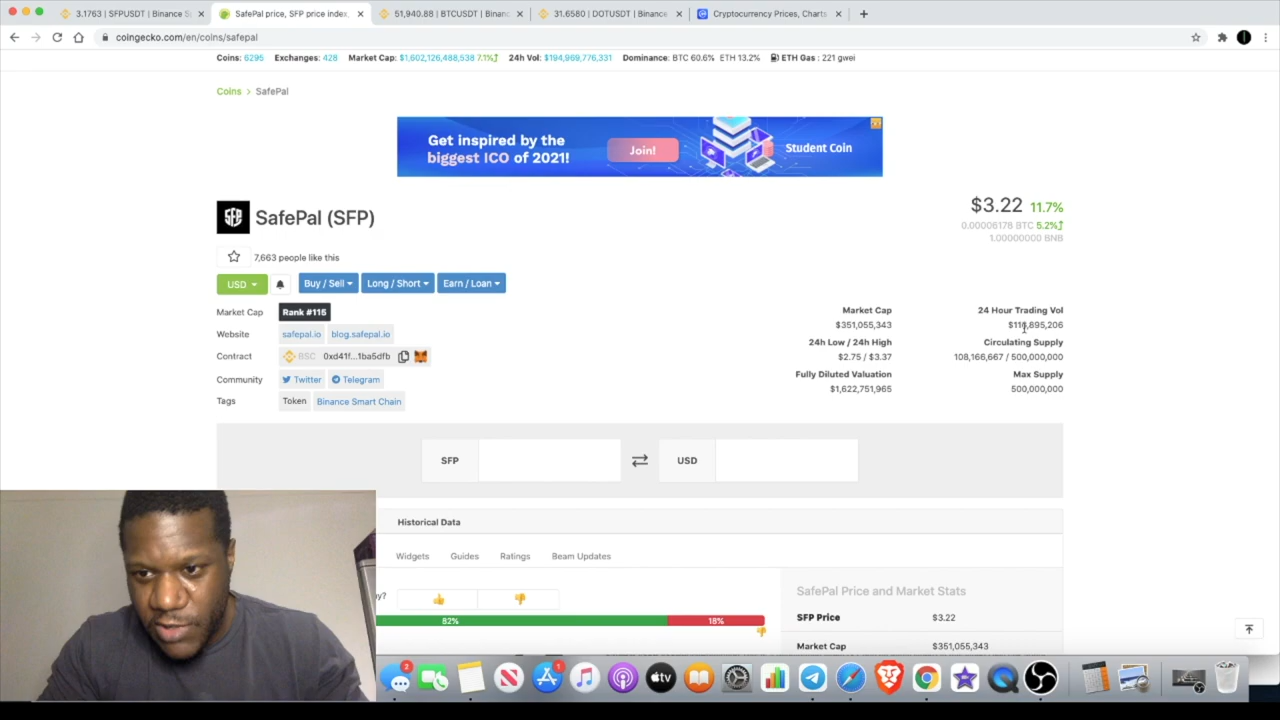 3.1763 | SFPUSDT | Binance S
SafePal price, SFP price index,
51,940.88 | BTCUSDT | Binanc
31.6580 | DOTUSDT | Binance
Cryptocurrency Prices, Charts
coingecko.com/en/coins/safepal
Coins: 6295 Exchanges: 428 Market Cap: $1,602,126,488,538 7.1% 24h Vol: $194,969,776,331 Dominance: BTC 60.6% ETH 13.2% ETH Gas : 221 gwei
Coins > SafePal
Get inspired by the
biggest ICO of 2021!
Join!
Student Coin
SFP
SafePal (SFP)
$3.22 11.7%
0.00006178 BTC 5.2%
1.00000000 BNB
7,663 people like this
USD
Buy / Sell
Long / Short
Earn / Loan
Market Cap Rank #115
Website safepal.io blog.safepal.io
Contract BSC 0xd41f...1ba5dfb
Community Twitter Telegram
Tags Token Binance Smart Chain
Market Cap
$351,055,343
24h Low / 24h High
$2.75 / $3.37
Fully Diluted Valuation
$1,622,751,965
24 Hour Trading Vol
Circulating Supply
108,166,667 / 500,000,000
Max Supply
500,000,000
SFP
USD
Historical Data
Widgets Guides Ratings Beam Updates
y?
82% 18%
SafePal Price and Market Stats
SFP Price $3.22
Market Cap $351,055,343
2
1
tv